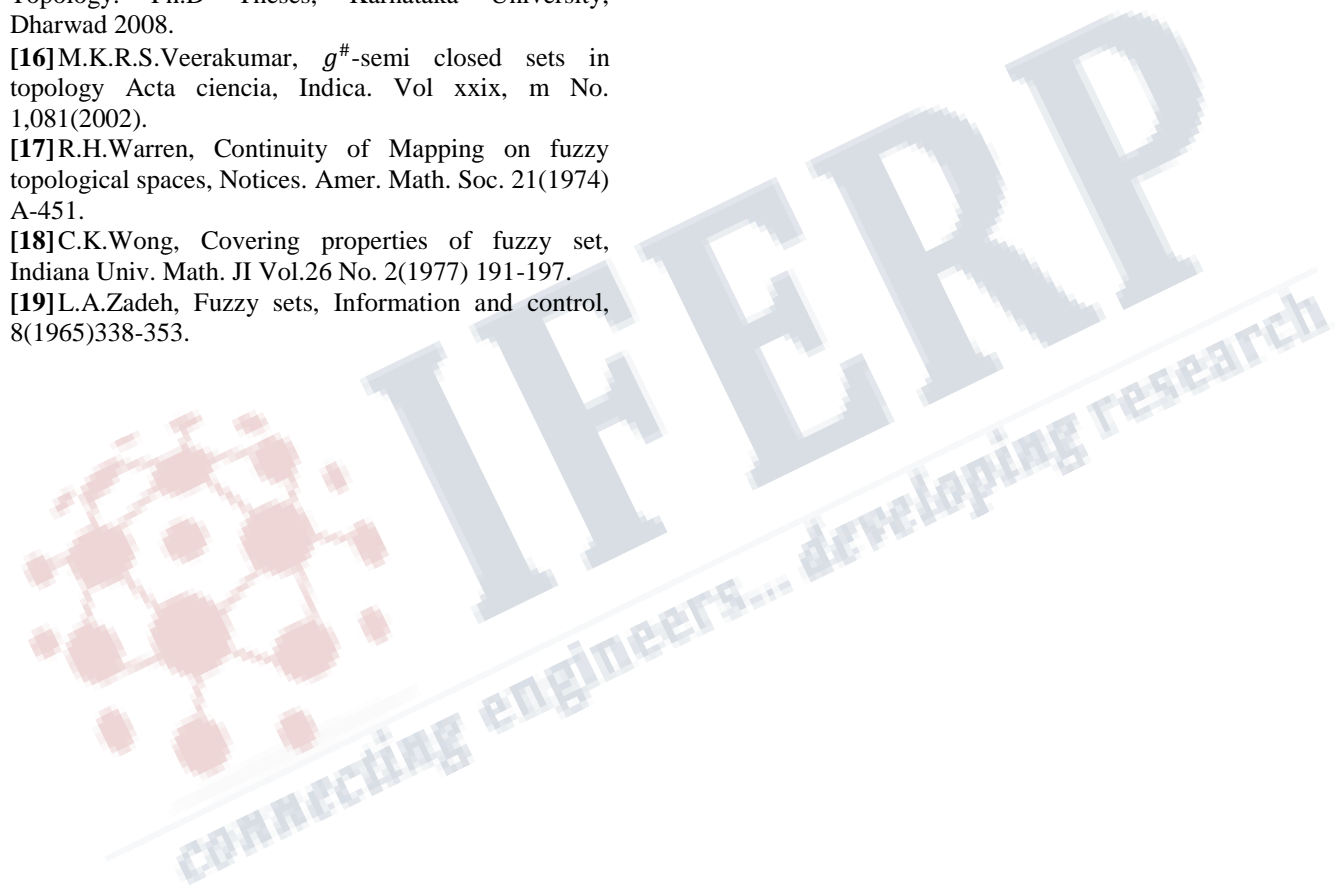 Topology. Ph.D Theses, Karnataka University,
Dharwad 2008.
[16]M.K.R.S.Veerakumar, g#-semi closed sets in
topology Acta ciencia, Indica. Vol xxix, m No.
1,081(2002).
[17]R.H.Warren, Continuity of Mapping on fuzzy
topological spaces, Notices. Amer. Math. Soc. 21(1974)
A-451.
[18]C.K.Wong, Covering properties of fuzzy set,
Indiana Univ. Math. JI Vol.26 No. 2(1977) 191-197.
[19]L.A.Zadeh, Fuzzy sets, Information and control,
8(1965)338-353.
IFERP
connecting engineers... developing research